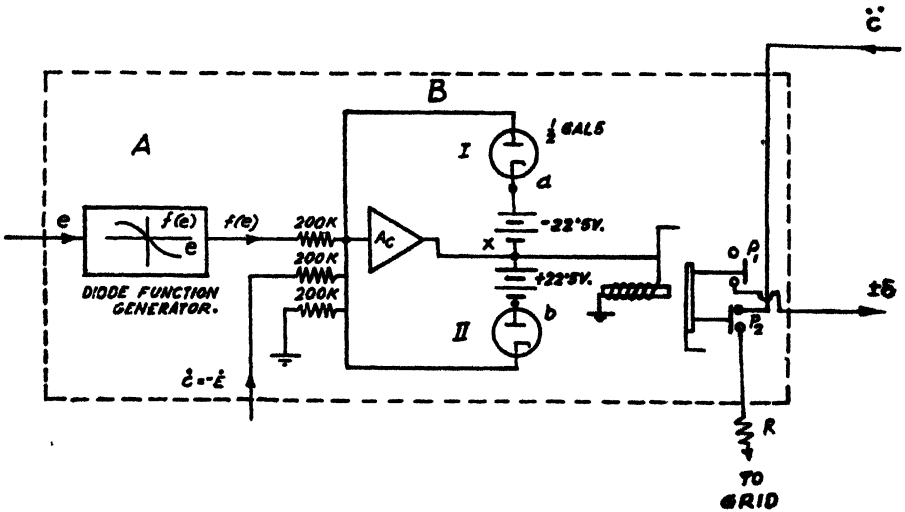 c̈
B
A
I
½ 6AL5
a
-22.5V.
e
f(e)
e
f(e)
200K
200K
200K
Ac
x
+22.5V.
DIODE FUNCTION
GENERATOR.
II
b
P1
P2
±δ
ċ = -Ė
R
TO
GRID